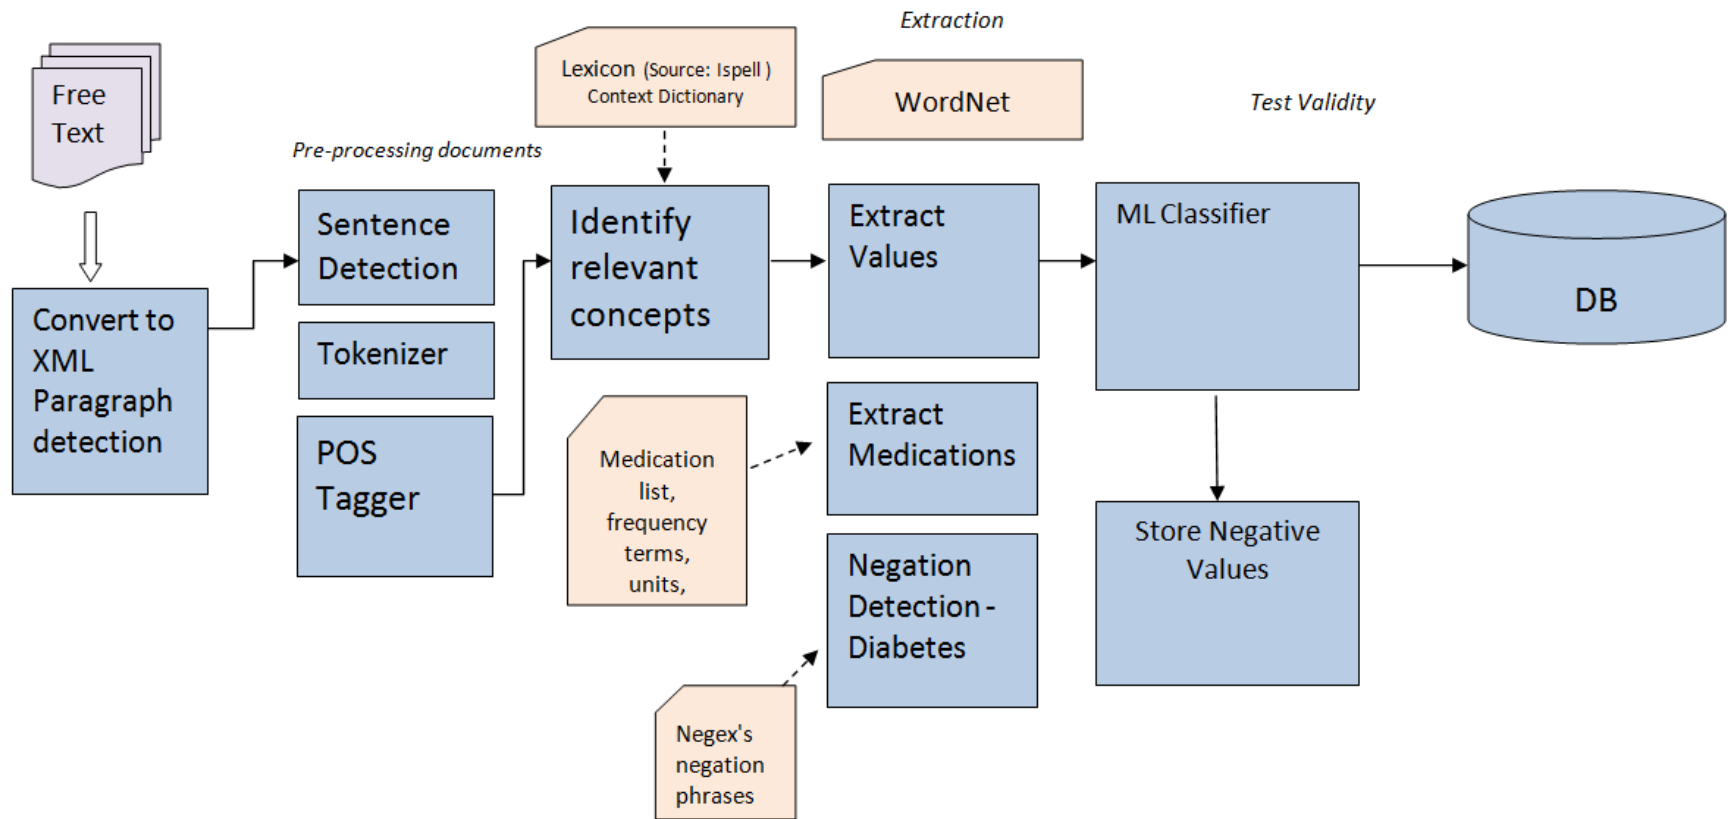 Extraction
Free
Text
Lexicon (Source: Ispell )
Context Dictionary
WordNet
Test Validity
Pre-processing documents
Convert to
XML
Paragraph
detection
Sentence
Detection
Tokenizer
POS
Tagger
Identify
relevant
concepts
Medication
list,
frequency
terms,
units,
Negex's
negation
phrases
Extract
Values
Extract
Medications
Negation
Detection -
Diabetes
ML Classifier
Store Negative
Values
DB